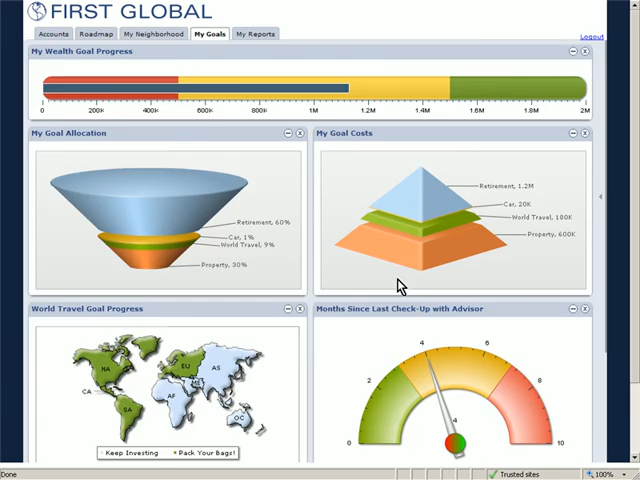 FIRST GLOBAL
Accounts Roadmap My Neighborhood My Goals My Reports
Logout
My Wealth Goal Progress
0 200K 400K 600K 800K 1M 1.2M 1.4M 1.6M 1.8M 2M
My Goal Allocation
Retirement, 60%
Car, 1%
World Travel, 9%
Property, 30%
My Goal Costs
Retirement, 1.2M
Car, 20K
World Travel, 180K
Property, 600K
World Travel Goal Progress
NA
EU
AS
CA
ME
AF
SA
OC
Keep Investing Pack Your Bags!
Months Since Last Check-Up with Advisor
0 2 4 6 8 10
4
Done Trusted sites 100%